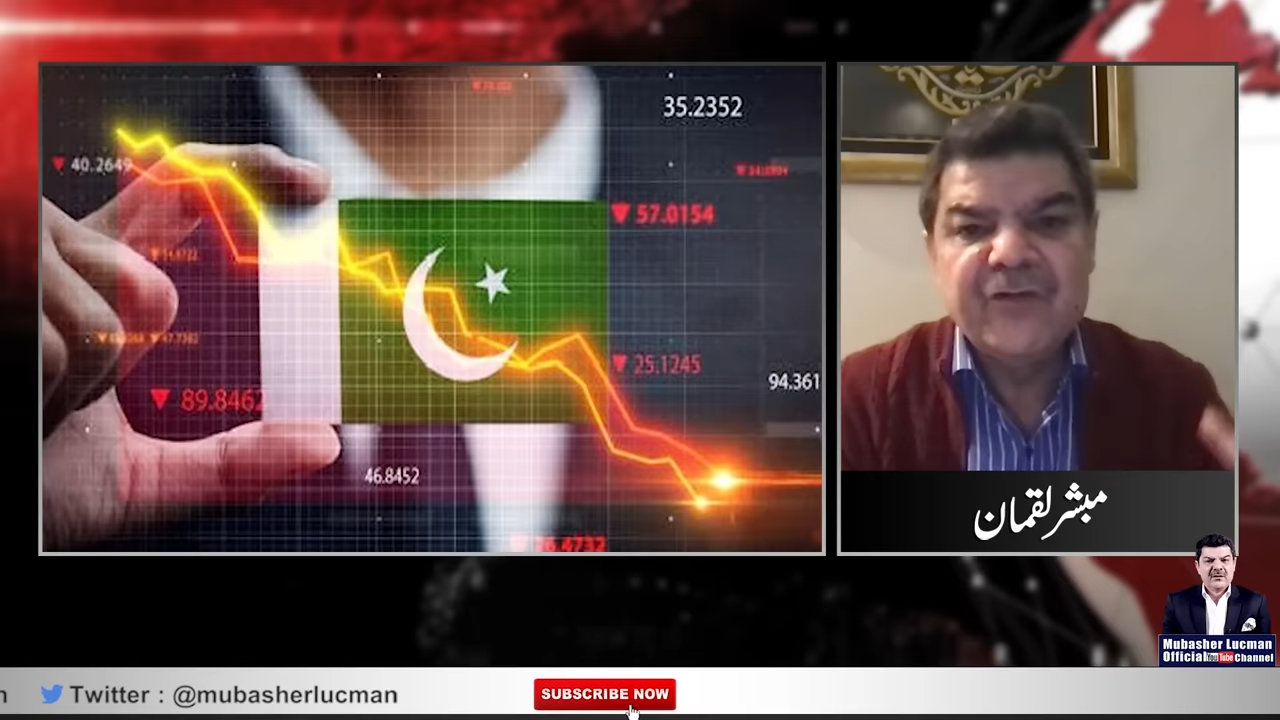 35.2352
▼ 40.2649
▼ 57.0154
▼ 25.1245
94.361
▼ 89.8462
46.8452
مبشر لقمان
Mubasher Lucman
Official YouTube Channel
Twitter : @mubasherlucman
SUBSCRIBE NOW